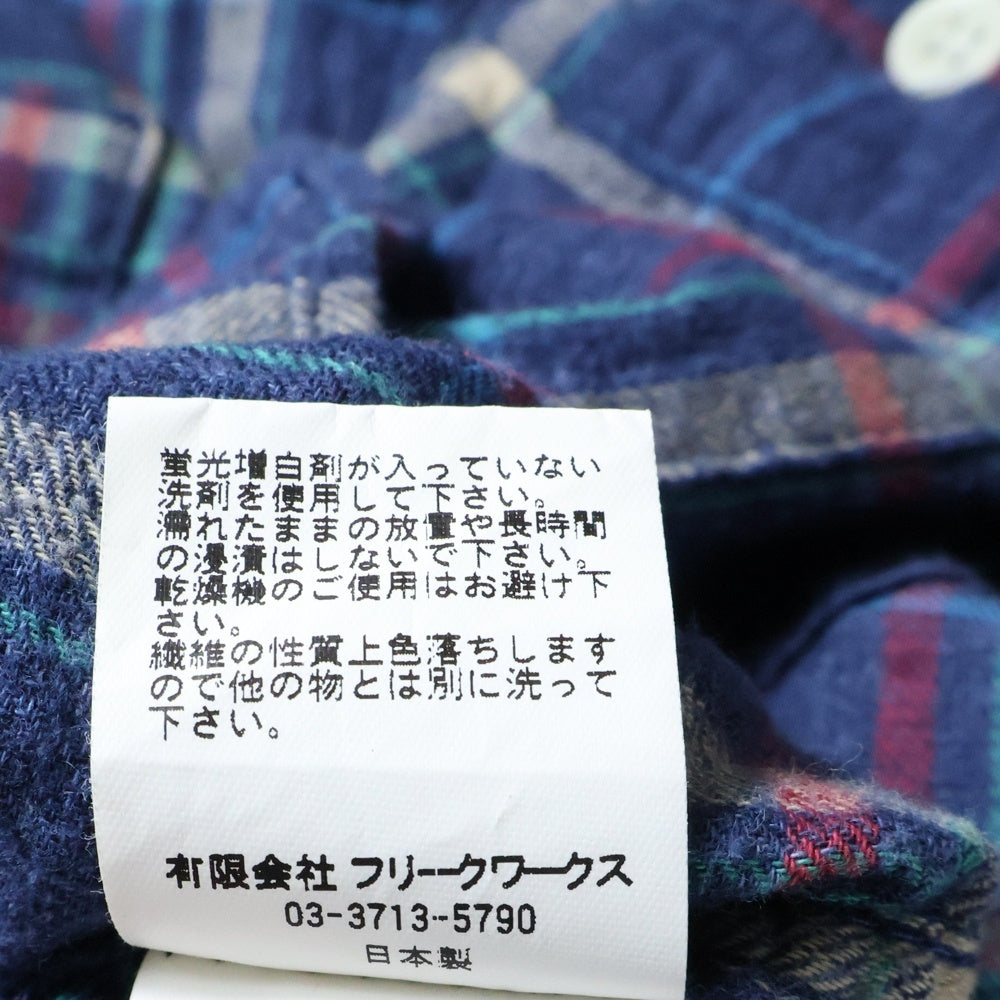 蛍光増白剤が入っていない
洗剤を使用して下さい。
濡れたままの放置や長時間
の浸漬はしないで下さい。
乾燥機のご使用はお避け下
さい。
繊維の性質上色落ちします
ので他の物とは別に洗って
下さい。
有限会社 フリークワークス
03-3713-5790
日本製